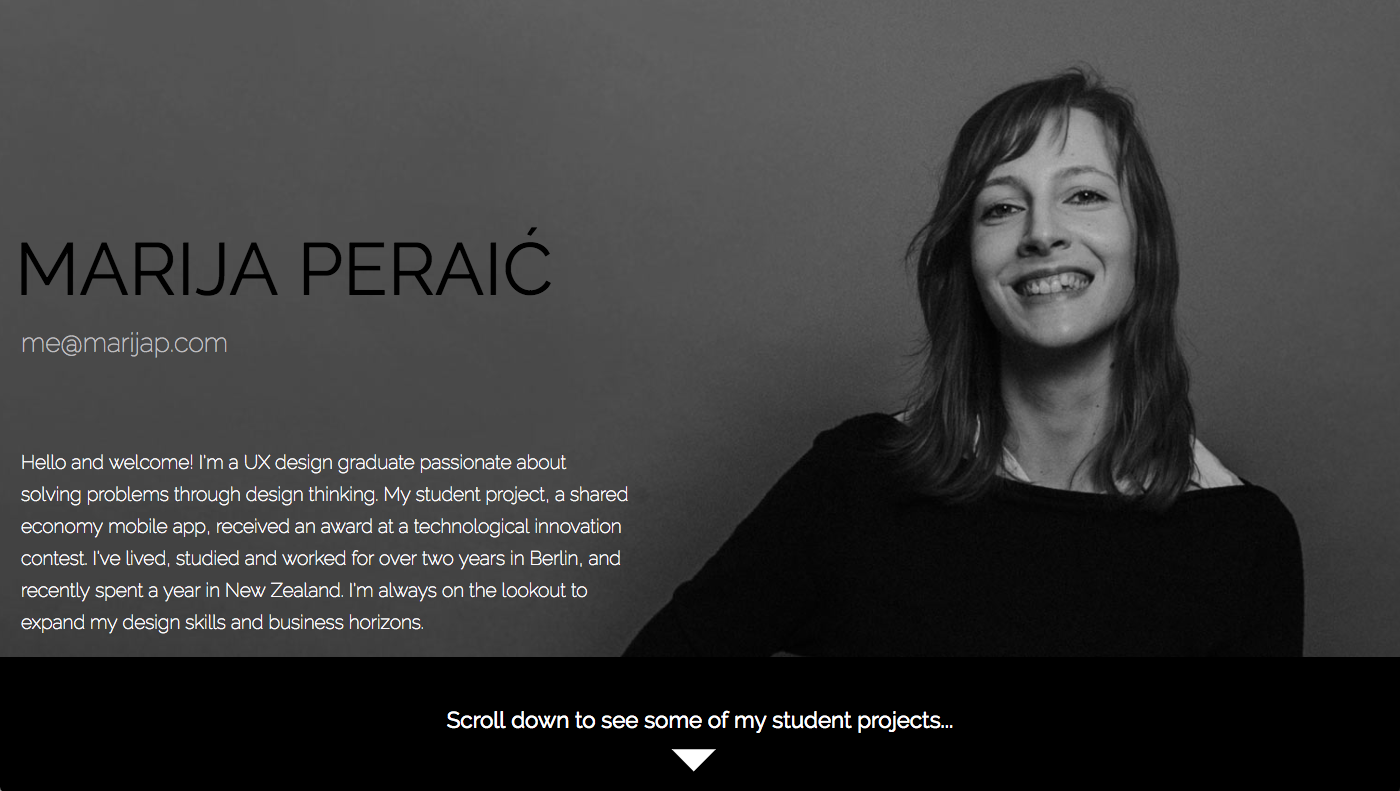 MARIJA PERAIĆ
me@marijap.com
Hello and welcome! I'm a UX design graduate passionate about
solving problems through design thinking. My student project, a shared
economy mobile app, received an award at a technological innovation
contest. I've lived, studied and worked for over two years in Berlin, and
recently spent a year in New Zealand. I'm always on the lookout to
expand my design skills and business horizons.
Scroll down to see some of my student projects...